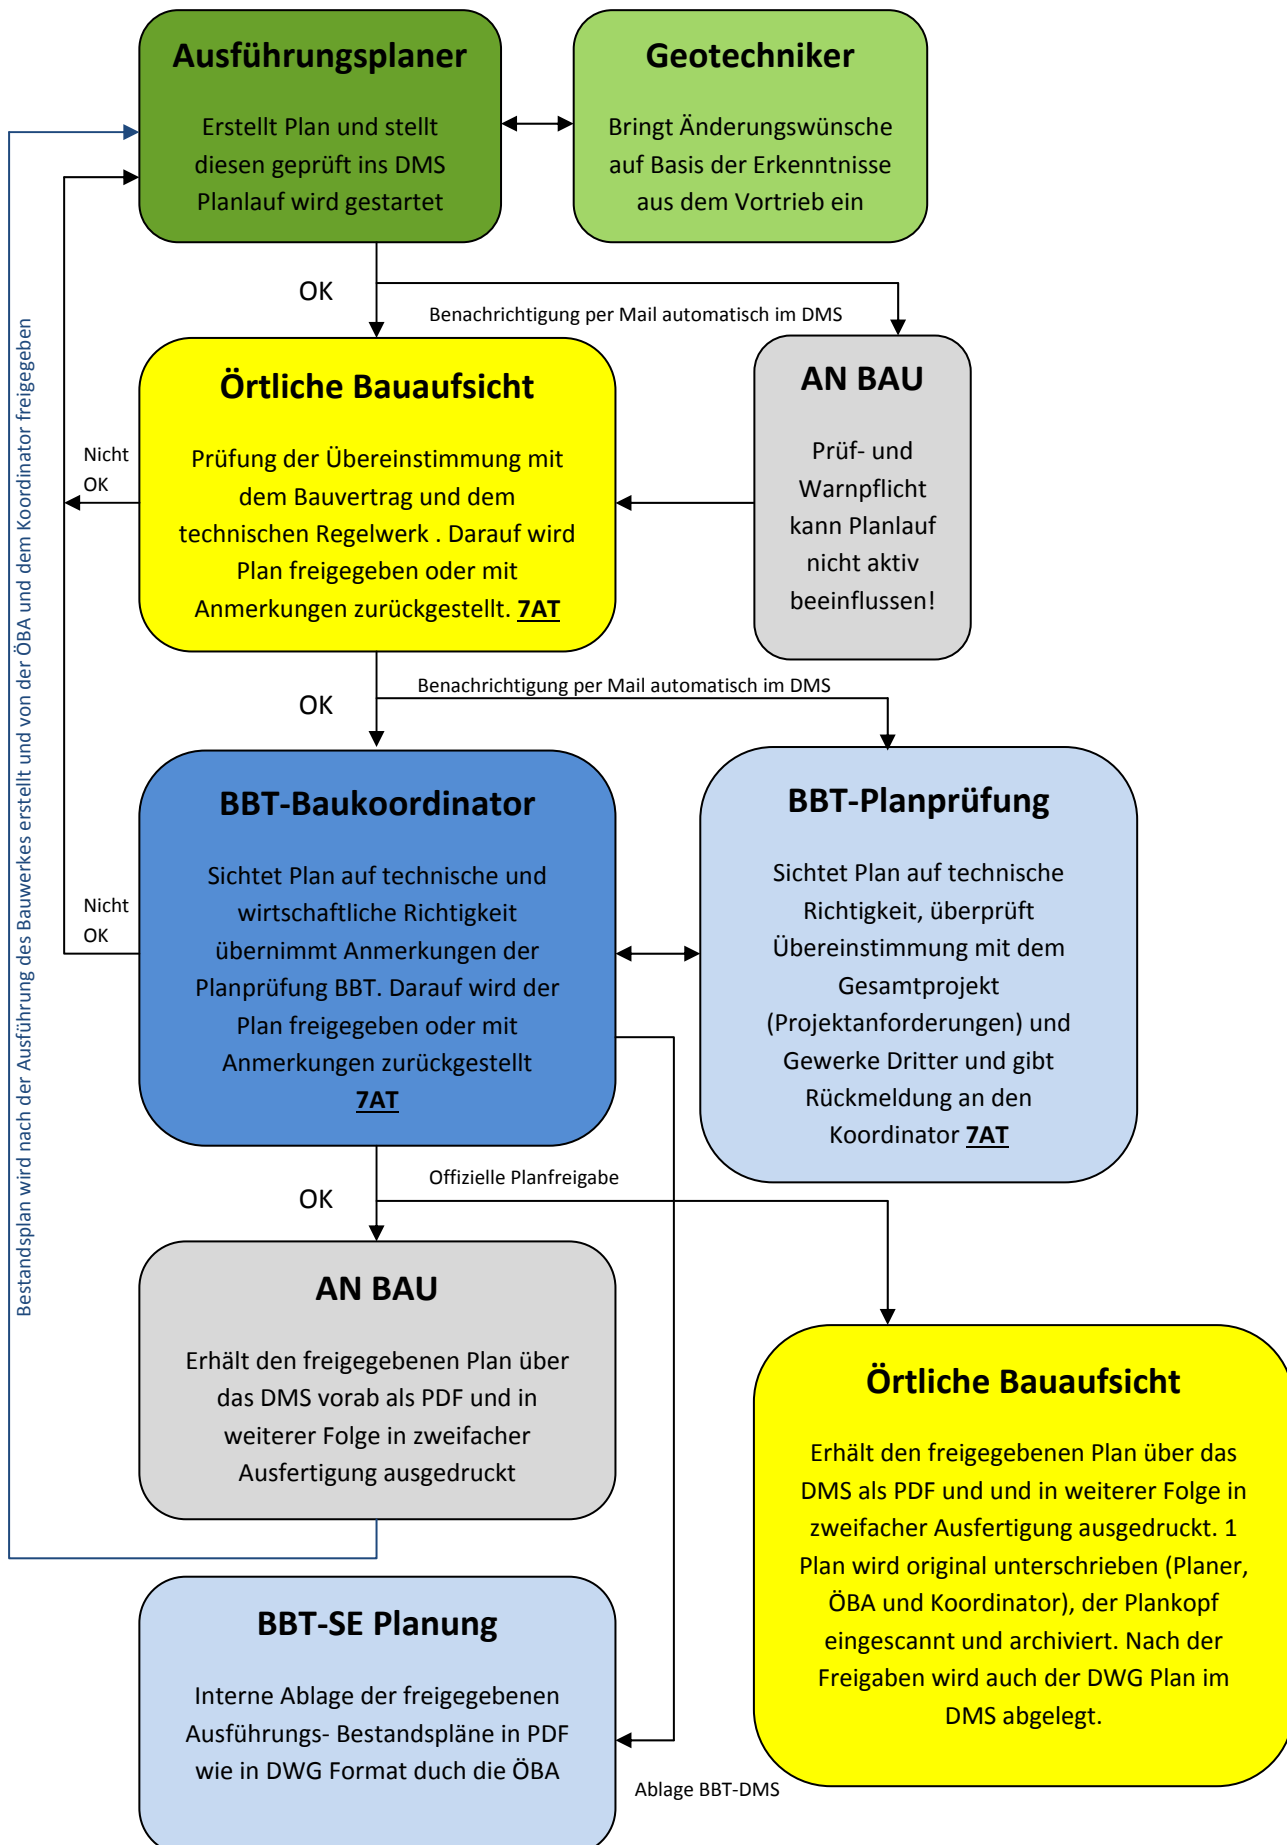 Ausführungsplaner
Erstellt Plan und stellt
diesen geprüft ins DMS
Planlauf wird gestartet
Geotechniker
Bringt Änderungswünsche
auf Basis der Erkenntnisse
aus dem Vortrieb ein
OK
Benachrichtigung per Mail automatisch im DMS
Örtliche Bauaufsicht
Prüfung der Übereinstimmung mit
dem Bauvertrag und dem
technischen Regelwerk . Darauf wird
Plan freigegeben oder mit
Anmerkungen zurückgestellt. 7AT
AN BAU
Prüf- und
Warnpflicht
kann Planlauf
nicht aktiv
beeinflussen!
Nicht
OK
OK
Benachrichtigung per Mail automatisch im DMS
BBT-Baukoordinator
Sichtet Plan auf technische und
wirtschaftliche Richtigkeit
übernimmt Anmerkungen der
Planprüfung BBT. Darauf wird der
Plan freigegeben oder mit
Anmerkungen zurückgestellt
7AT
BBT-Planprüfung
Sichtet Plan auf technische
Richtigkeit, überprüft
Übereinstimmung mit dem
Gesamtprojekt
(Projektanforderungen) und
Gewerke Dritter und gibt
Rückmeldung an den
Koordinator 7AT
Nicht
OK
Bestandsplan wird nach der Ausführung des Bauwerkes erstellt und von der ÖBA und dem Koordinator freigegeben
OK
Offizielle Planfreigabe
AN BAU
Erhält den freigegebenen Plan über
das DMS vorab als PDF und in
weiterer Folge in zweifacher
Ausfertigung ausgedruckt
Örtliche Bauaufsicht
Erhält den freigegebenen Plan über das
DMS als PDF und und in weiterer Folge in
zweifacher Ausfertigung ausgedruckt. 1
Plan wird original unterschrieben (Planer,
ÖBA und Koordinator), der Plankopf
eingescannt und archiviert. Nach der
Freigaben wird auch der DWG Plan im
DMS abgelegt.
BBT-SE Planung
Interne Ablage der freigegebenen
Ausführungs- Bestandspläne in PDF
wie in DWG Format duch die ÖBA
Ablage BBT-DMS